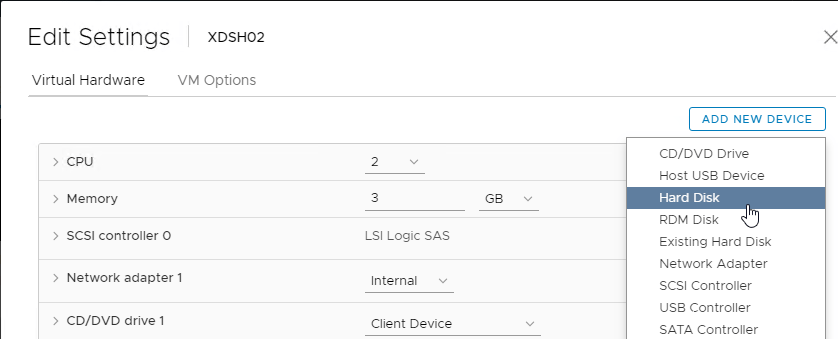 Edit Settings XDSH02
Virtual Hardware VM Options
ADD NEW DEVICE
CPU 2
Memory 3 GB
SCSI controller 0 LSI Logic SAS
Network adapter 1 Internal
CD/DVD drive 1 Client Device
CD/DVD Drive
Host USB Device
Hard Disk
RDM Disk
Existing Hard Disk
Network Adapter
SCSI Controller
USB Controller
SATA Controller